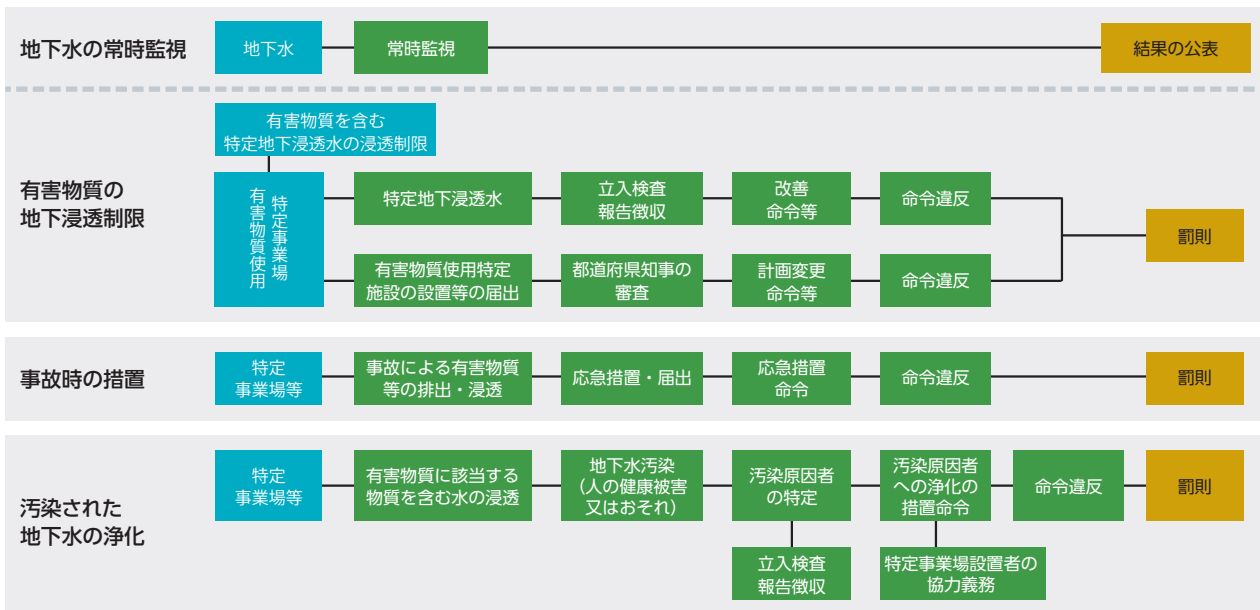 地下水の常時監視
地下水
常時監視
結果の公表
有害物質の
地下浸透制限
有害物質を含む
特定地下浸透水の浸透制限
有害物質使用
特定事業場
特定地下浸透水
立入検査
報告徴収
改善
命令等
命令違反
有害物質使用特定
施設の設置等の届出
都道府県知事の
審査
計画変更
命令等
命令違反
罰則
事故時の措置
特定
事業場等
事故による有害物質
等の排出・浸透
応急措置・届出
応急措置
命令
命令違反
罰則
汚染された
地下水の浄化
特定
事業場等
有害物質に該当する
物質を含む水の浸透
地下水汚染
（人の健康被害
又はおそれ）
汚染原因者
の特定
汚染原因者
への浄化の
措置命令
命令違反
罰則
立入検査
報告徴収
特定事業場設置者の
協力義務